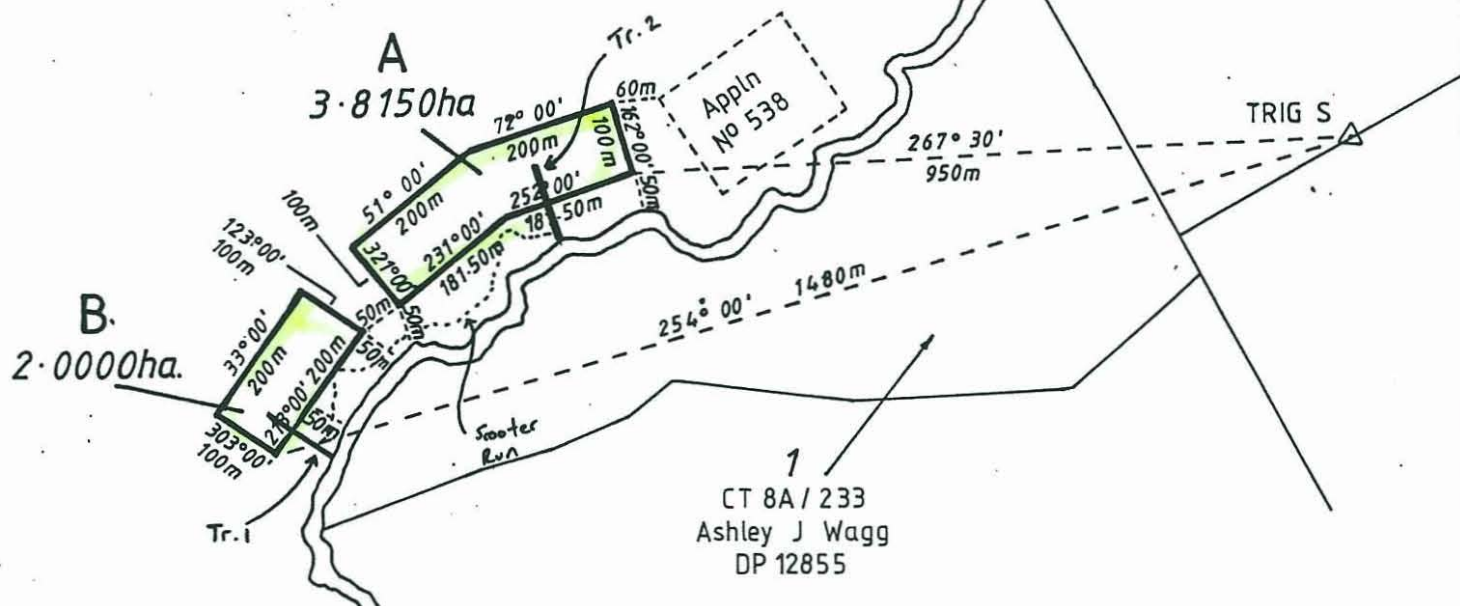 A
3·8150ha
Tr.2
72° 00'
200m
60m
162°00'
100m
Appln
Nº 538
TRIG S
267° 30'
950m
51° 00'
200m
252°00'
181·50m
50m
231°00'
181·50m
321°00'
100m
123°00'
100m
50m
50m
50m
B.
2·0000ha.
33°00'
200m
213°00' 200m
50m
303°00'
100m
254° 00'
1480m
Scooter
Run
Tr.1
1
CT 8A / 233
Ashley J Wagg
DP 12855